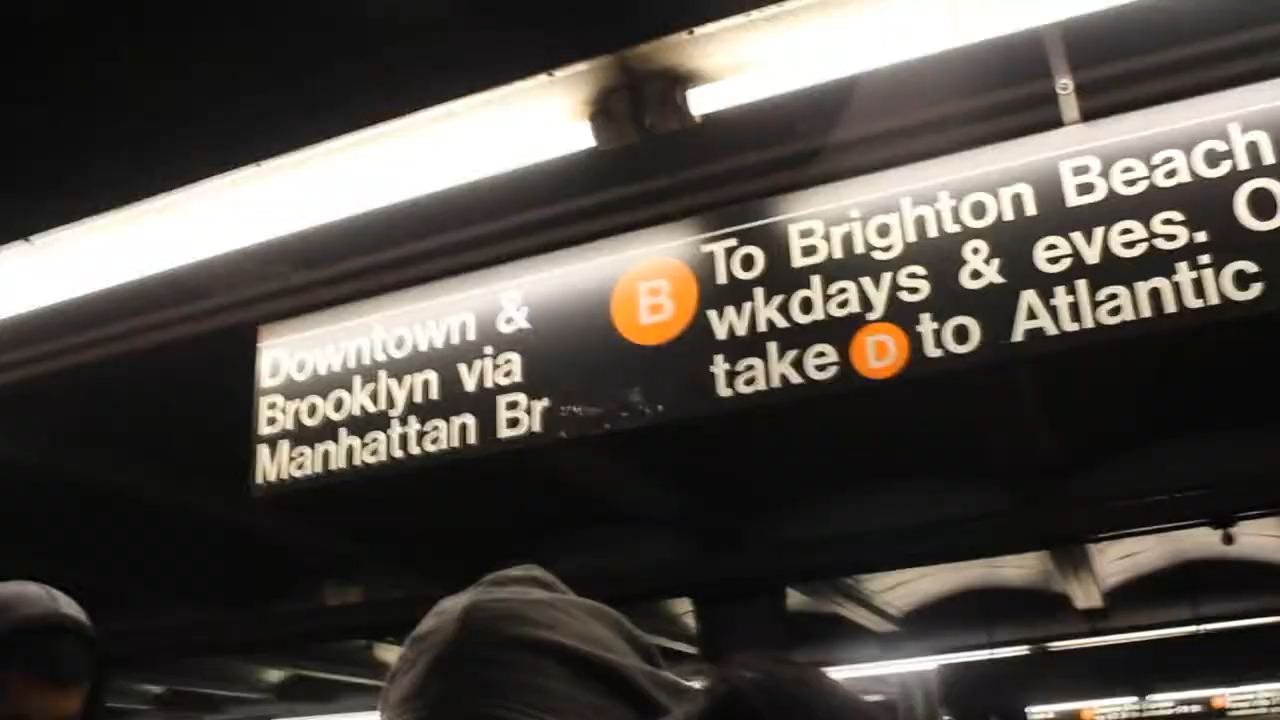 Downtown &
Brooklyn via
Manhattan Br
B
To Brighton Beach
wkdays & eves.
take D to Atlantic